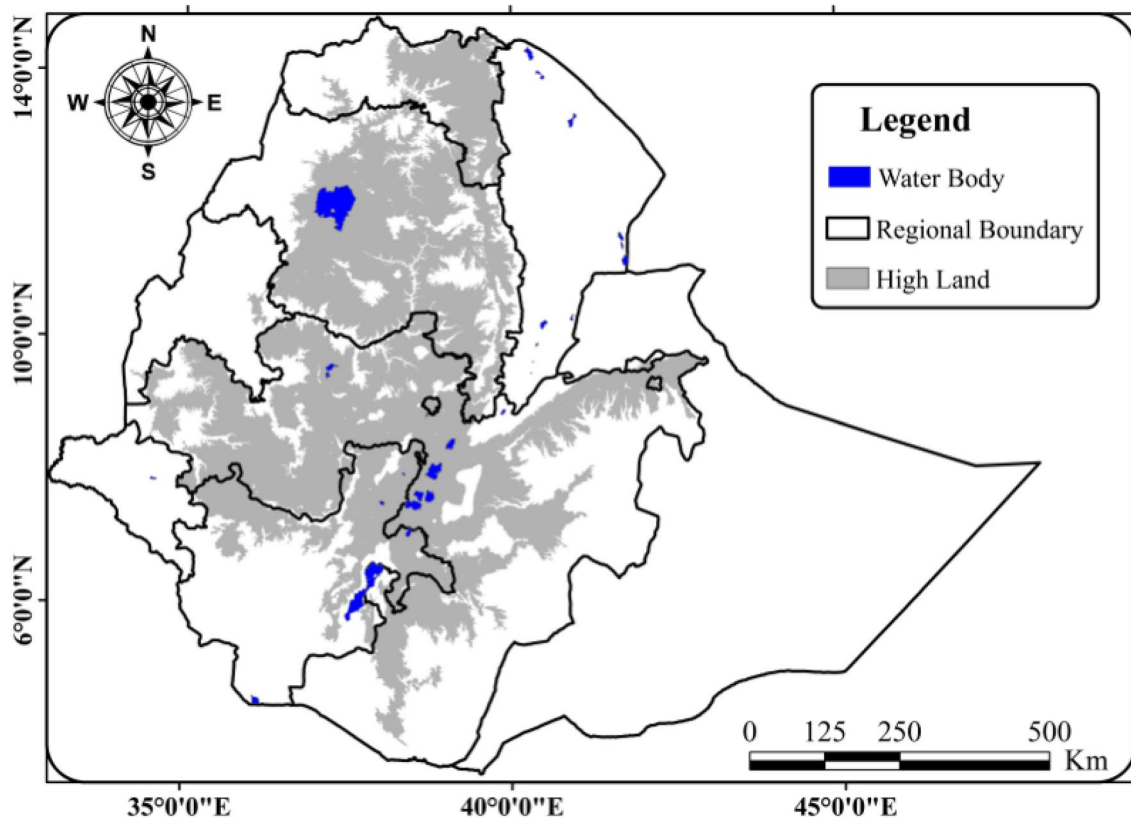 N
W E
S
Legend
Water Body
Regional Boundary
High Land
14°0'0"N
10°0'0"N
6°0'0"N
0 125 250 500
Km
35°0'0"E 40°0'0"E 45°0'0"E